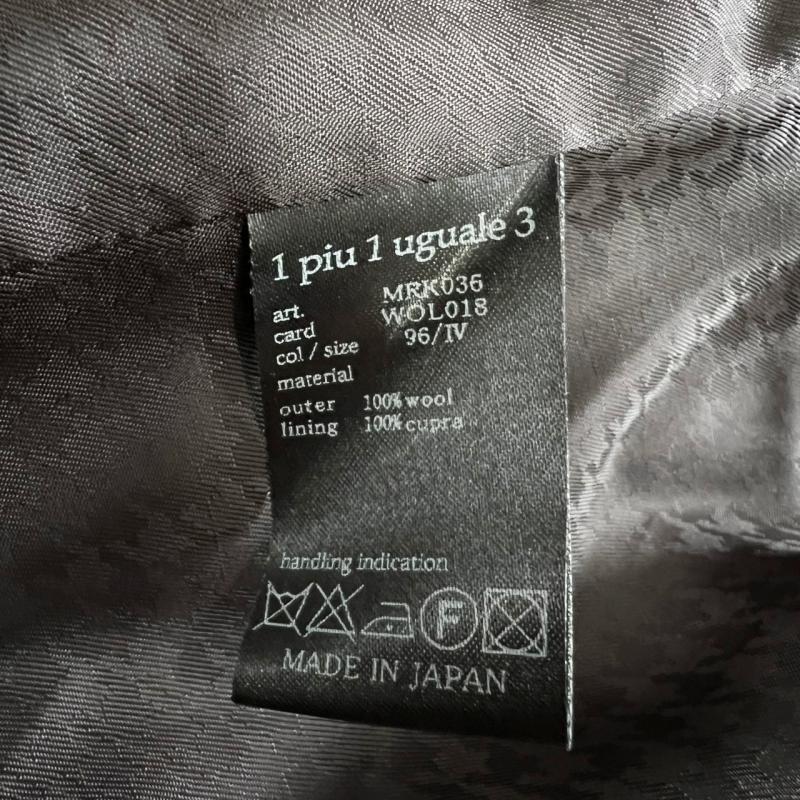 1 piu 1 uguale 3
art. MRK036
card WOL018
col / size 96/IV
material
outer 100% wool
lining 100% cupra
handling indication
F
MADE IN JAPAN